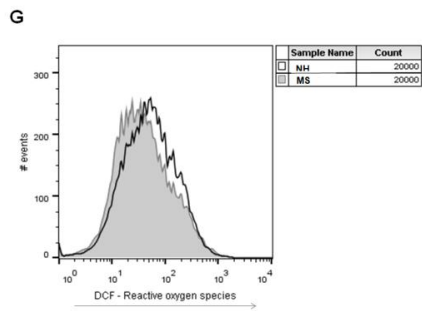 G
Sample Name Count
NH 20000
MS 20000
300
200
100
0
# events
10^0 10^1 10^2 10^3 10^4
DCF - Reactive oxygen species